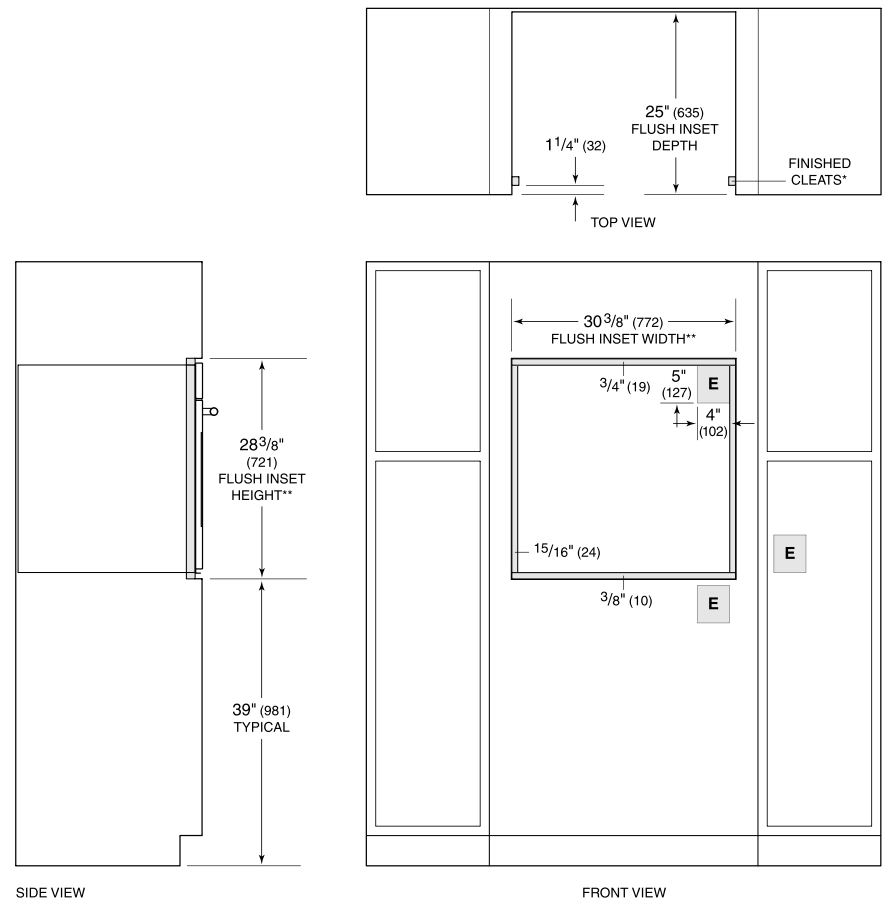 25" (635)
FLUSH INSET
DEPTH
1 1/4" (32)
FINISHED
CLEATS*
TOP VIEW
30 3/8" (772)
FLUSH INSET WIDTH**
3/4" (19)
5"
(127)
E
4"
(102)
28 3/8"
(721)
FLUSH INSET
HEIGHT**
15/16" (24)
E
3/8" (10)
E
39" (981)
TYPICAL
SIDE VIEW
FRONT VIEW